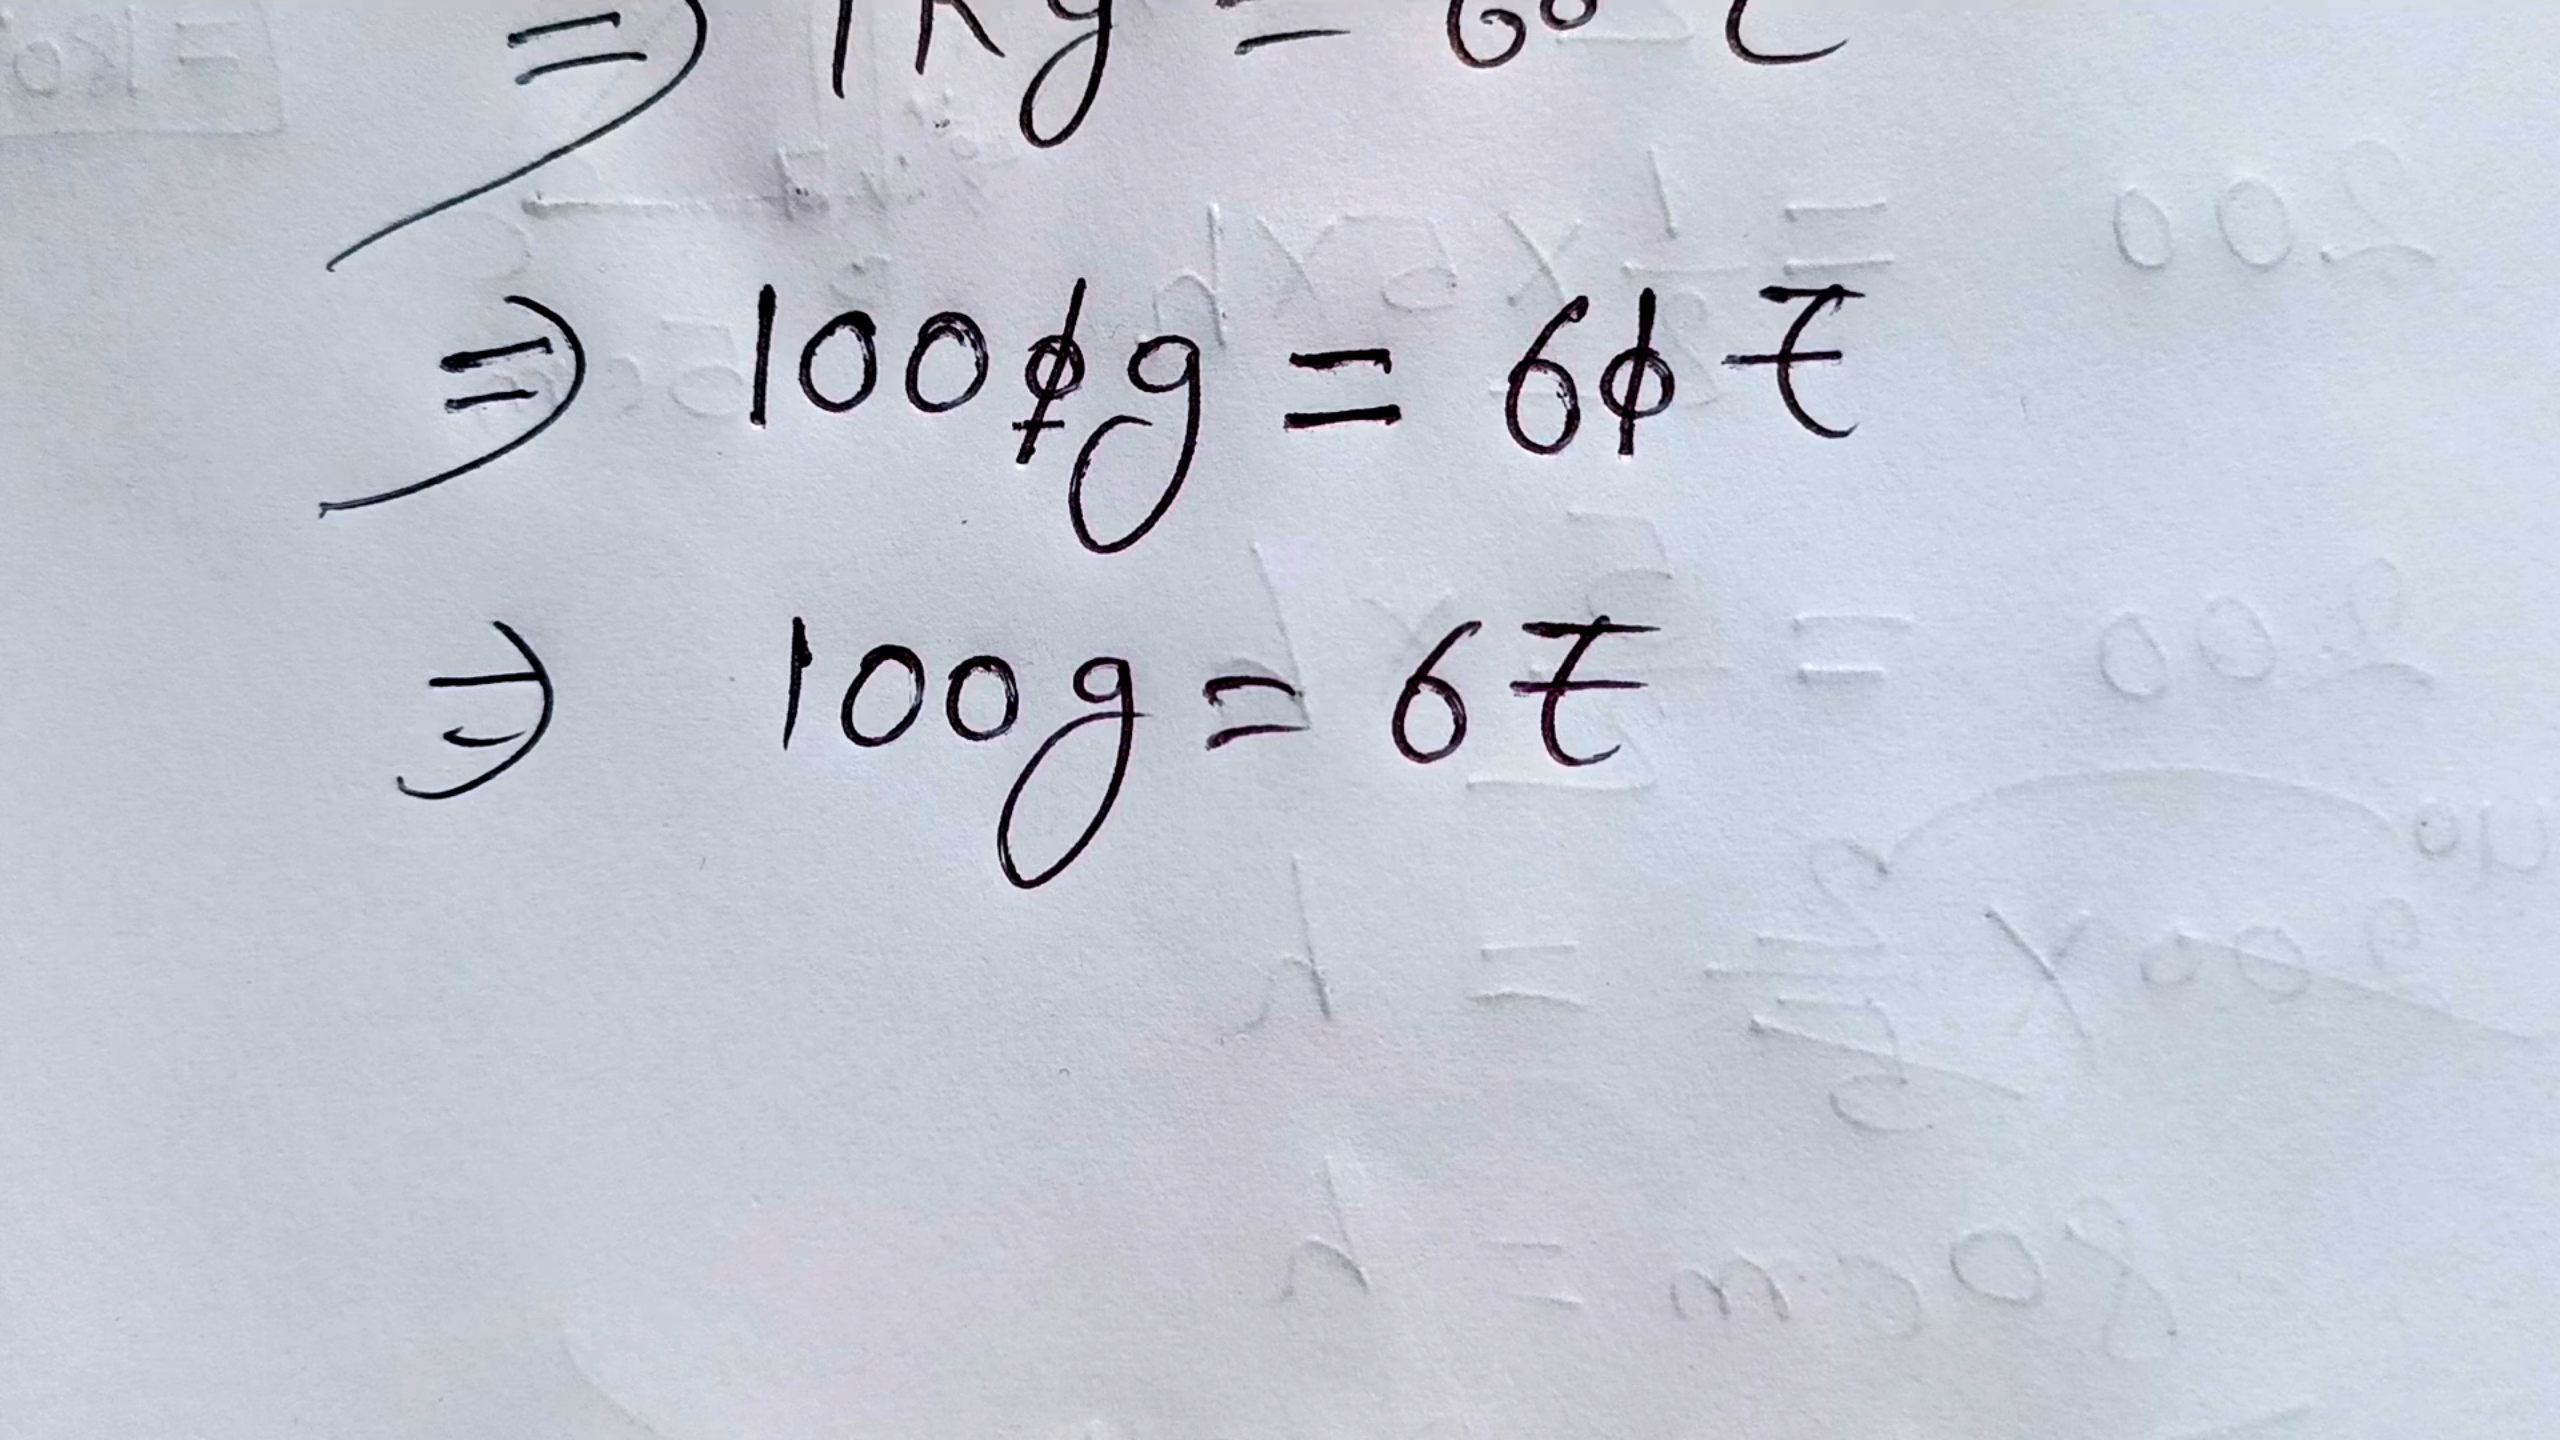 ⇒ 1kg = 60 ₹
⇒ 1000g = 60 ₹
⇒ 100g = 6₹